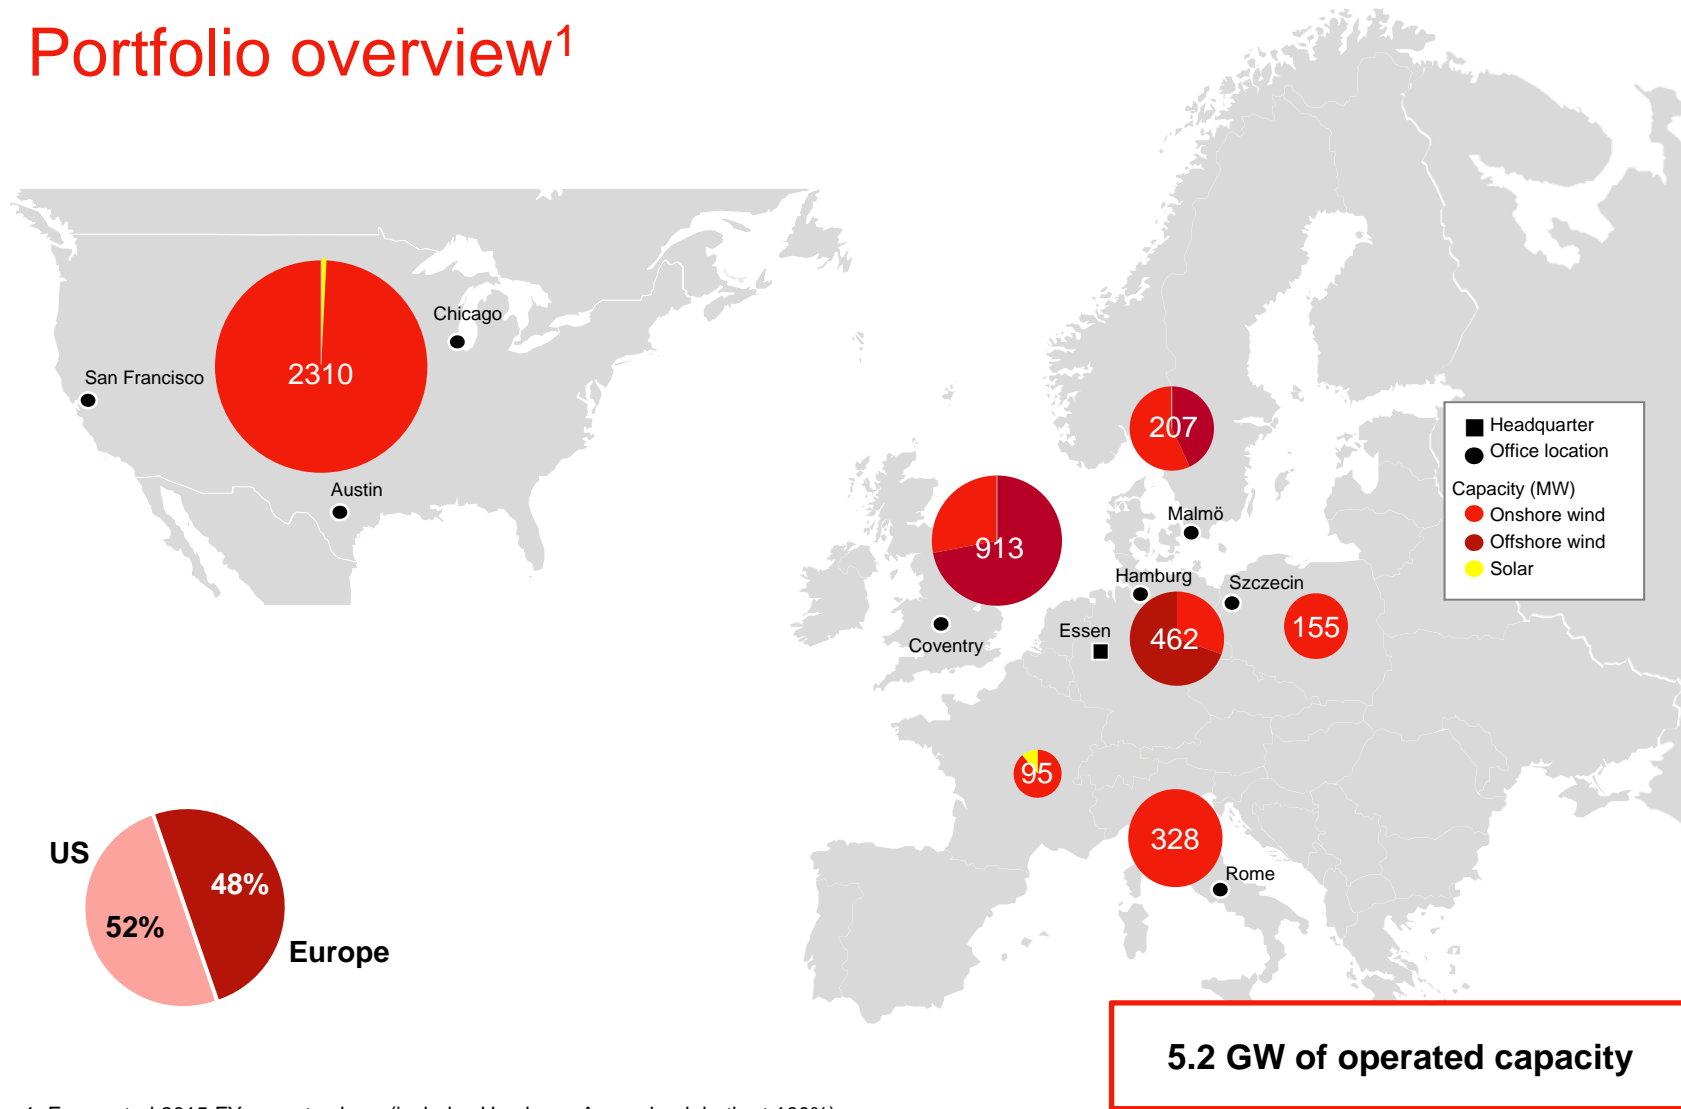 Portfolio overview¹
Chicago
San Francisco
2310
Austin
207
913
Malmö
Hamburg
Szczecin
Essen
462
155
Coventry
95
328
Rome
Headquarter
Office location
Capacity (MW)
Onshore wind
Offshore wind
Solar
US
48%
52%
Europe
5.2 GW of operated capacity